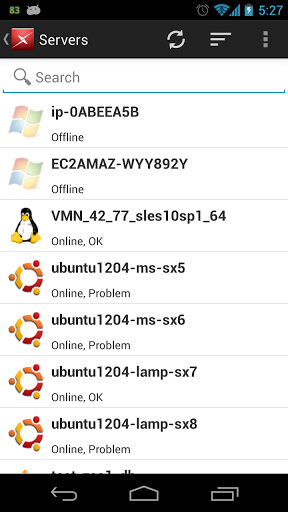 83
5:27
Servers
Search
ip-0ABEEA5B
Offline
EC2AMAZ-WYY892Y
Offline
VMN_42_77_sles10sp1_64
Online, OK
ubuntu1204-ms-sx5
Online, Problem
ubuntu1204-ms-sx6
Online, Problem
ubuntu1204-lamp-sx7
Online, OK
ubuntu1204-lamp-sx8
Online, Problem